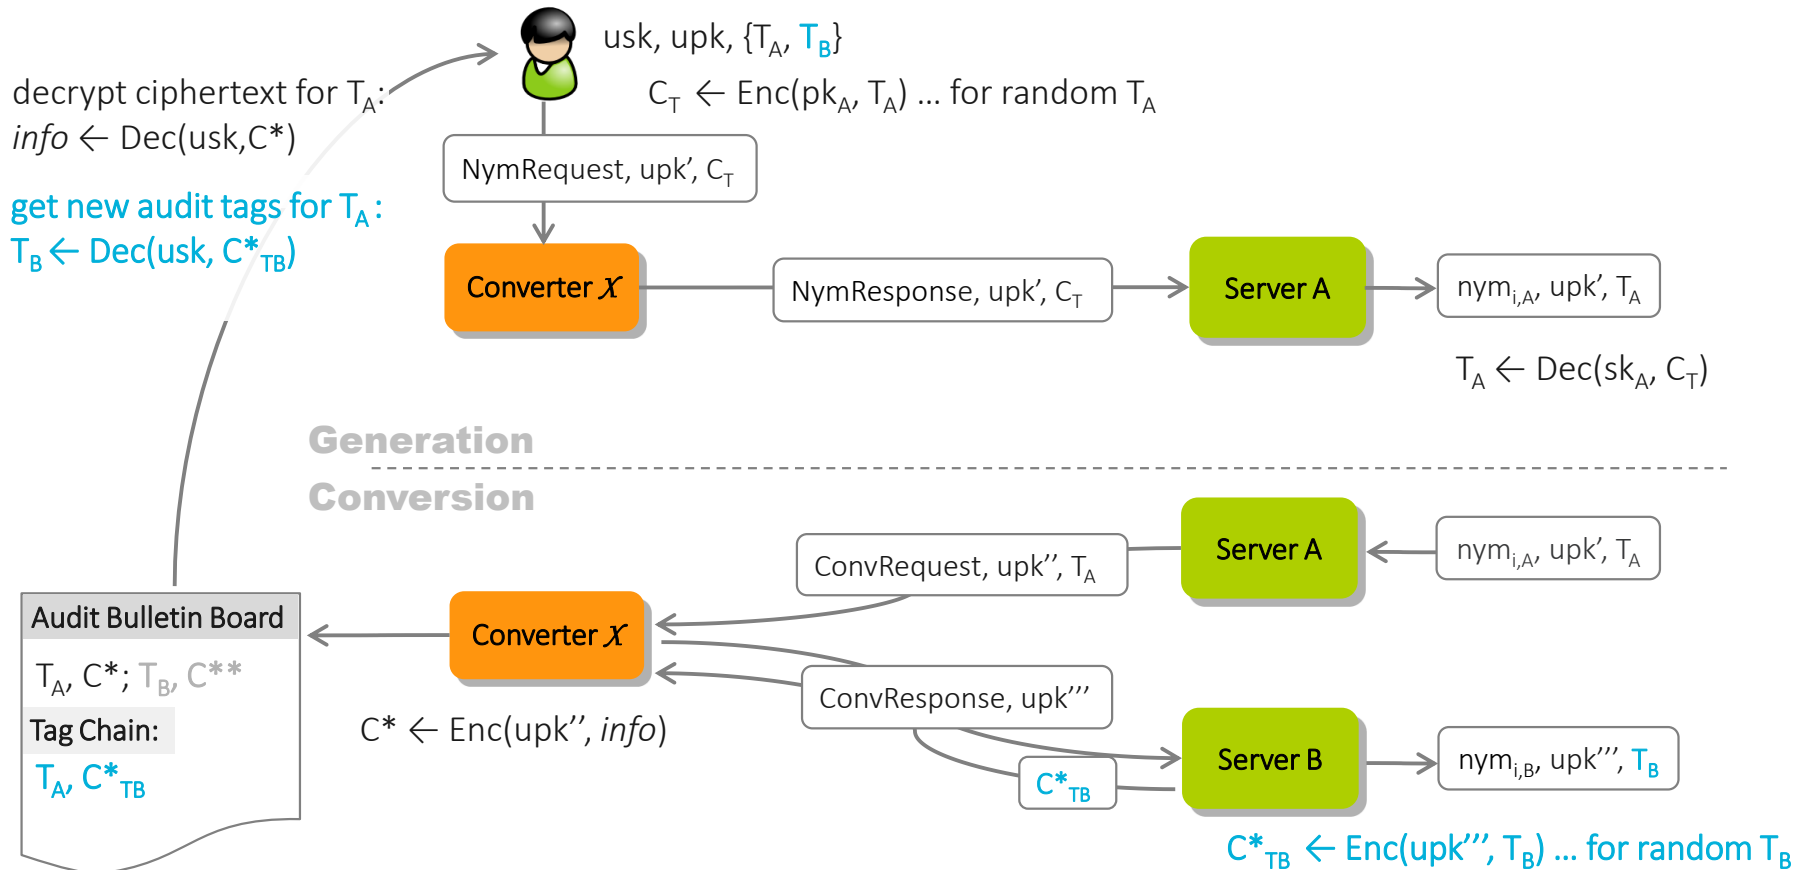 usk, upk, {T_A, T_B}
C_T ← Enc(pk_A, T_A) ... for random T_A
decrypt ciphertext for T_A:
info ← Dec(usk,C*)
get new audit tags for T_A :
T_B ← Dec(usk, C*_TB)
NymRequest, upk’, C_T
Converter X
NymResponse, upk’, C_T
Server A
nym_i,A, upk’, T_A
T_A ← Dec(sk_A, C_T)
Generation
Conversion
Server A
nym_i,A, upk’, T_A
ConvRequest, upk’’, T_A
Converter X
Audit Bulletin Board
T_A, C*; T_B, C**
Tag Chain:
T_A, C*_TB
C* ← Enc(upk’’, info)
ConvResponse, upk’’’
C*_TB
Server B
nym_i,B, upk’’’, T_B
C*_TB ← Enc(upk’’’, T_B) ... for random T_B